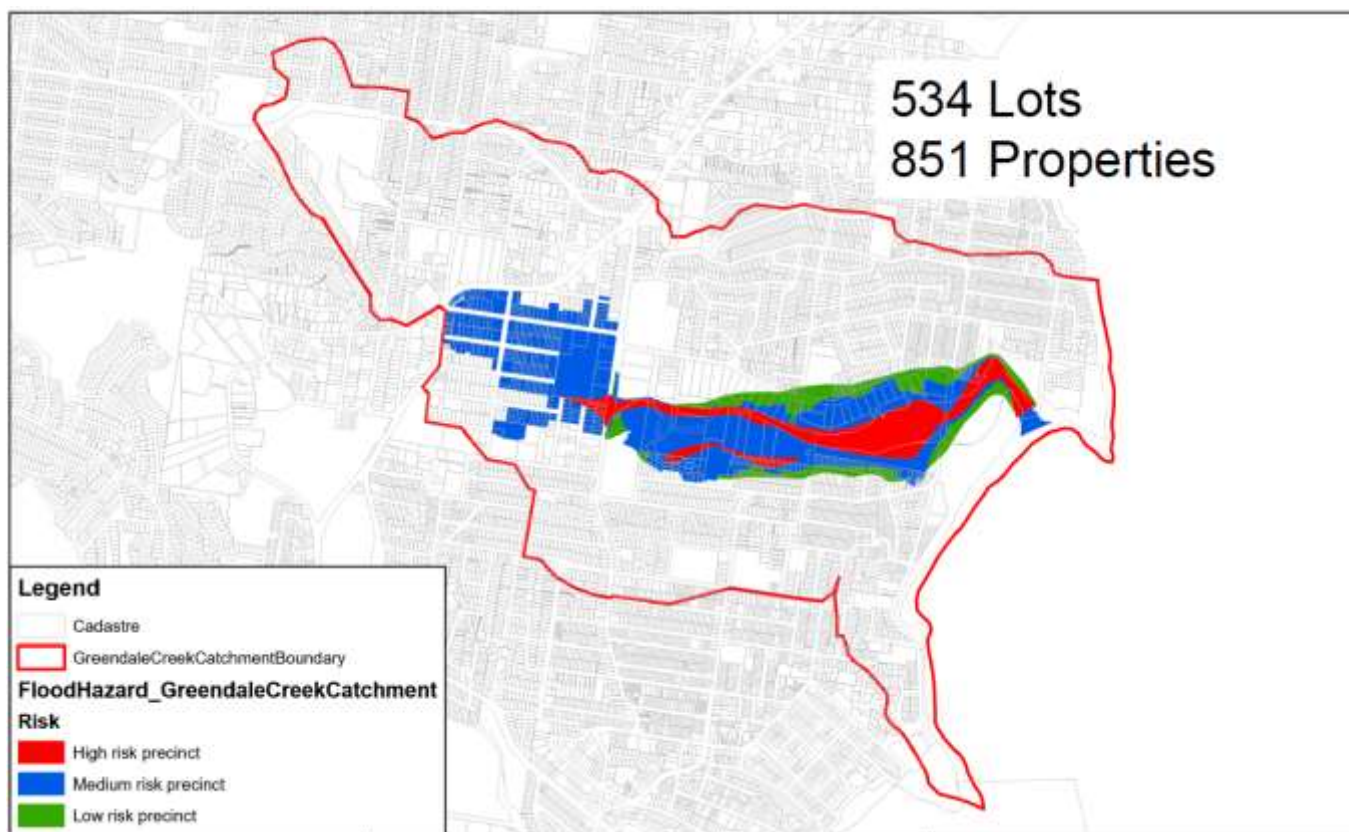 534 Lots
851 Properties
Legend
Cadastre
GreendaleCreekCatchmentBoundary
FloodHazard_GreendaleCreekCatchment
Risk
High risk precinct
Medium risk precinct
Low risk precinct